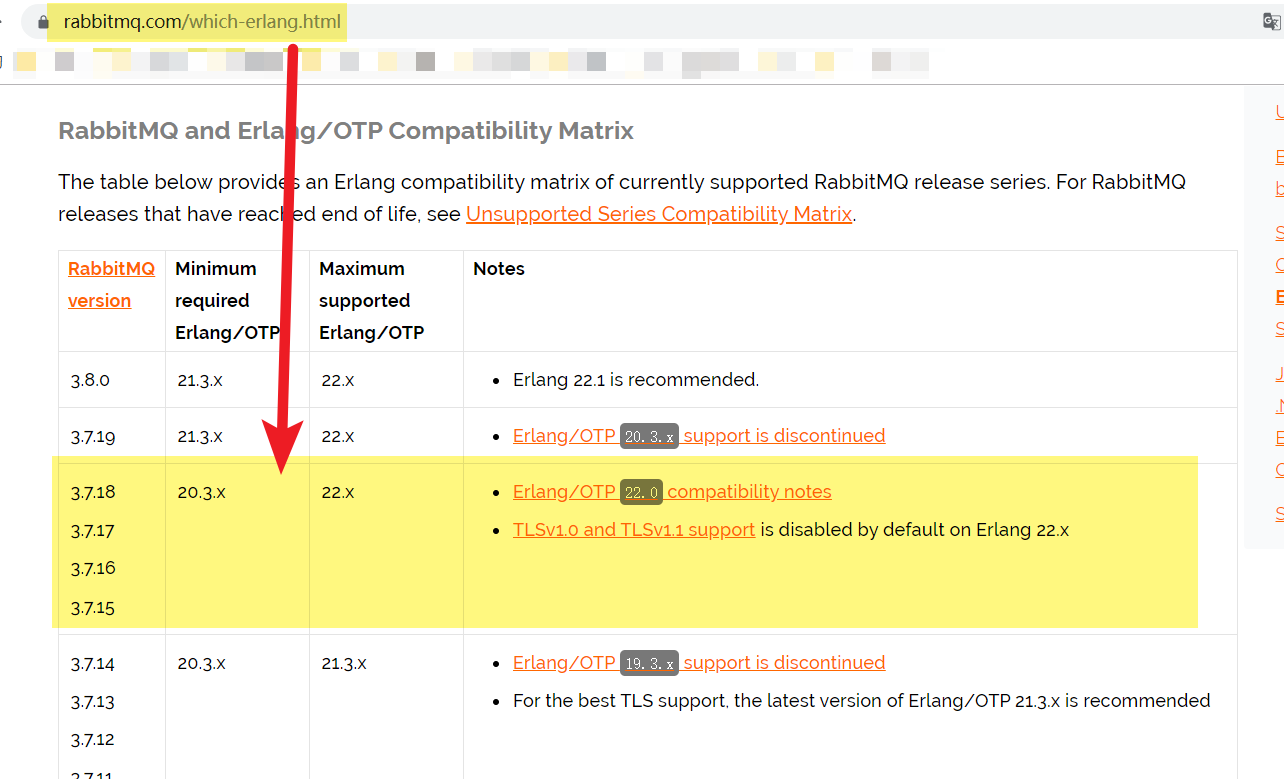 rabbitmq.com/which-erlang.html
RabbitMQ and Erlang/OTP Compatibility Matrix
The table below provides an Erlang compatibility matrix of currently supported RabbitMQ release series. For RabbitMQ
releases that have reached end of life, see Unsupported Series Compatibility Matrix.
RabbitMQ version
Minimum required Erlang/OTP
Maximum supported Erlang/OTP
Notes
3.8.0
21.3.x
22.x
Erlang 22.1 is recommended.
3.7.19
21.3.x
22.x
Erlang/OTP 20.3.x support is discontinued
3.7.18
3.7.17
3.7.16
3.7.15
20.3.x
22.x
Erlang/OTP 22.0 compatibility notes
TLSv1.0 and TLSv1.1 support is disabled by default on Erlang 22.x
3.7.14
3.7.13
3.7.12
3.7.11
20.3.x
21.3.x
Erlang/OTP 19.3.x support is discontinued
For the best TLS support, the latest version of Erlang/OTP 21.3.x is recommended